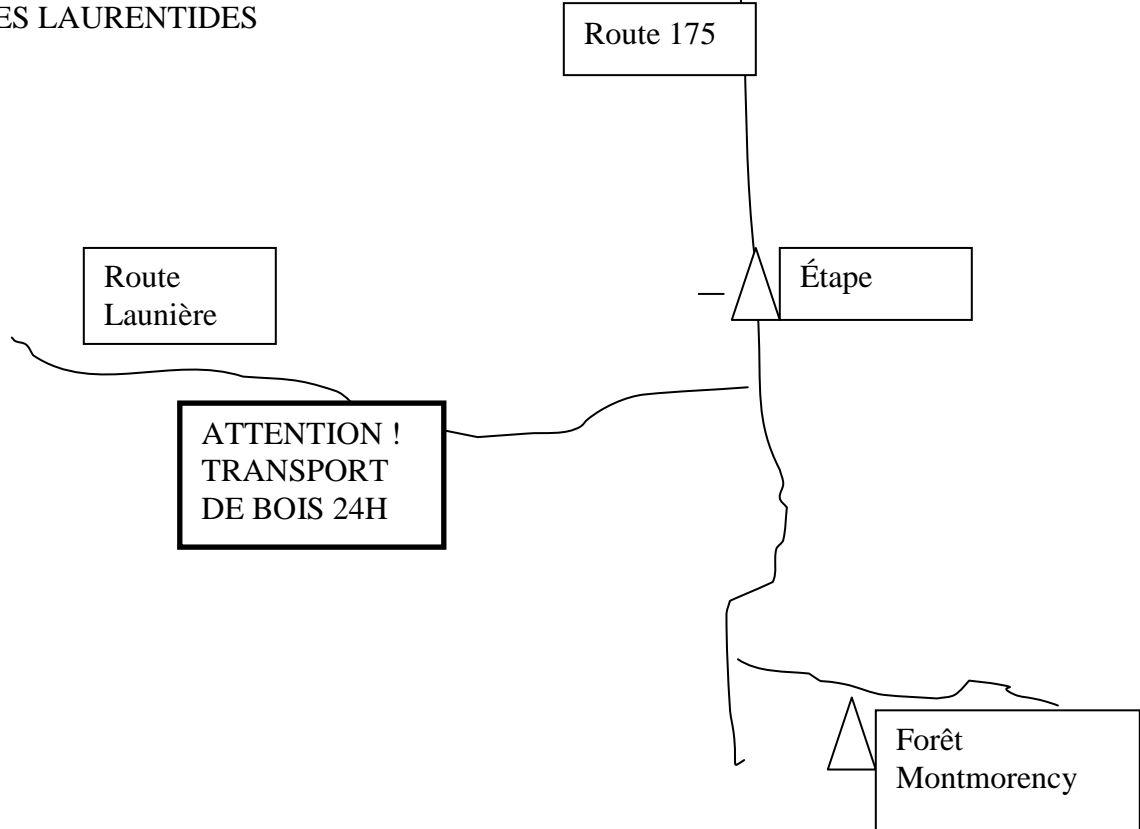 ES LAURENTIDES
Route 175
Route
Launière
Étape
ATTENTION !
TRANSPORT
DE BOIS 24H
Forêt
Montmorency